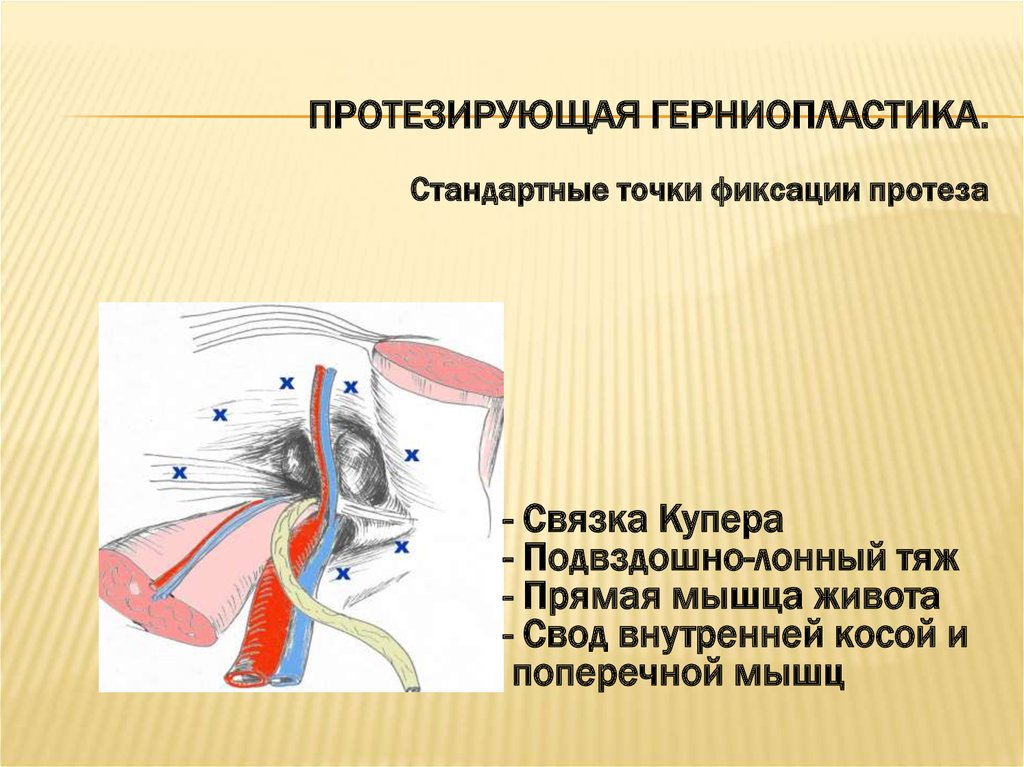 ПРОТЕЗИРУЮЩАЯ ГЕРНИОПЛАСТИКА.
Стандартные точки фиксации протеза
x
x
x
x
x
x
x
- Связка Купера
- Подвздошно-лонный тяж
- Прямая мышца живота
- Свод внутренней косой и
поперечной мышц